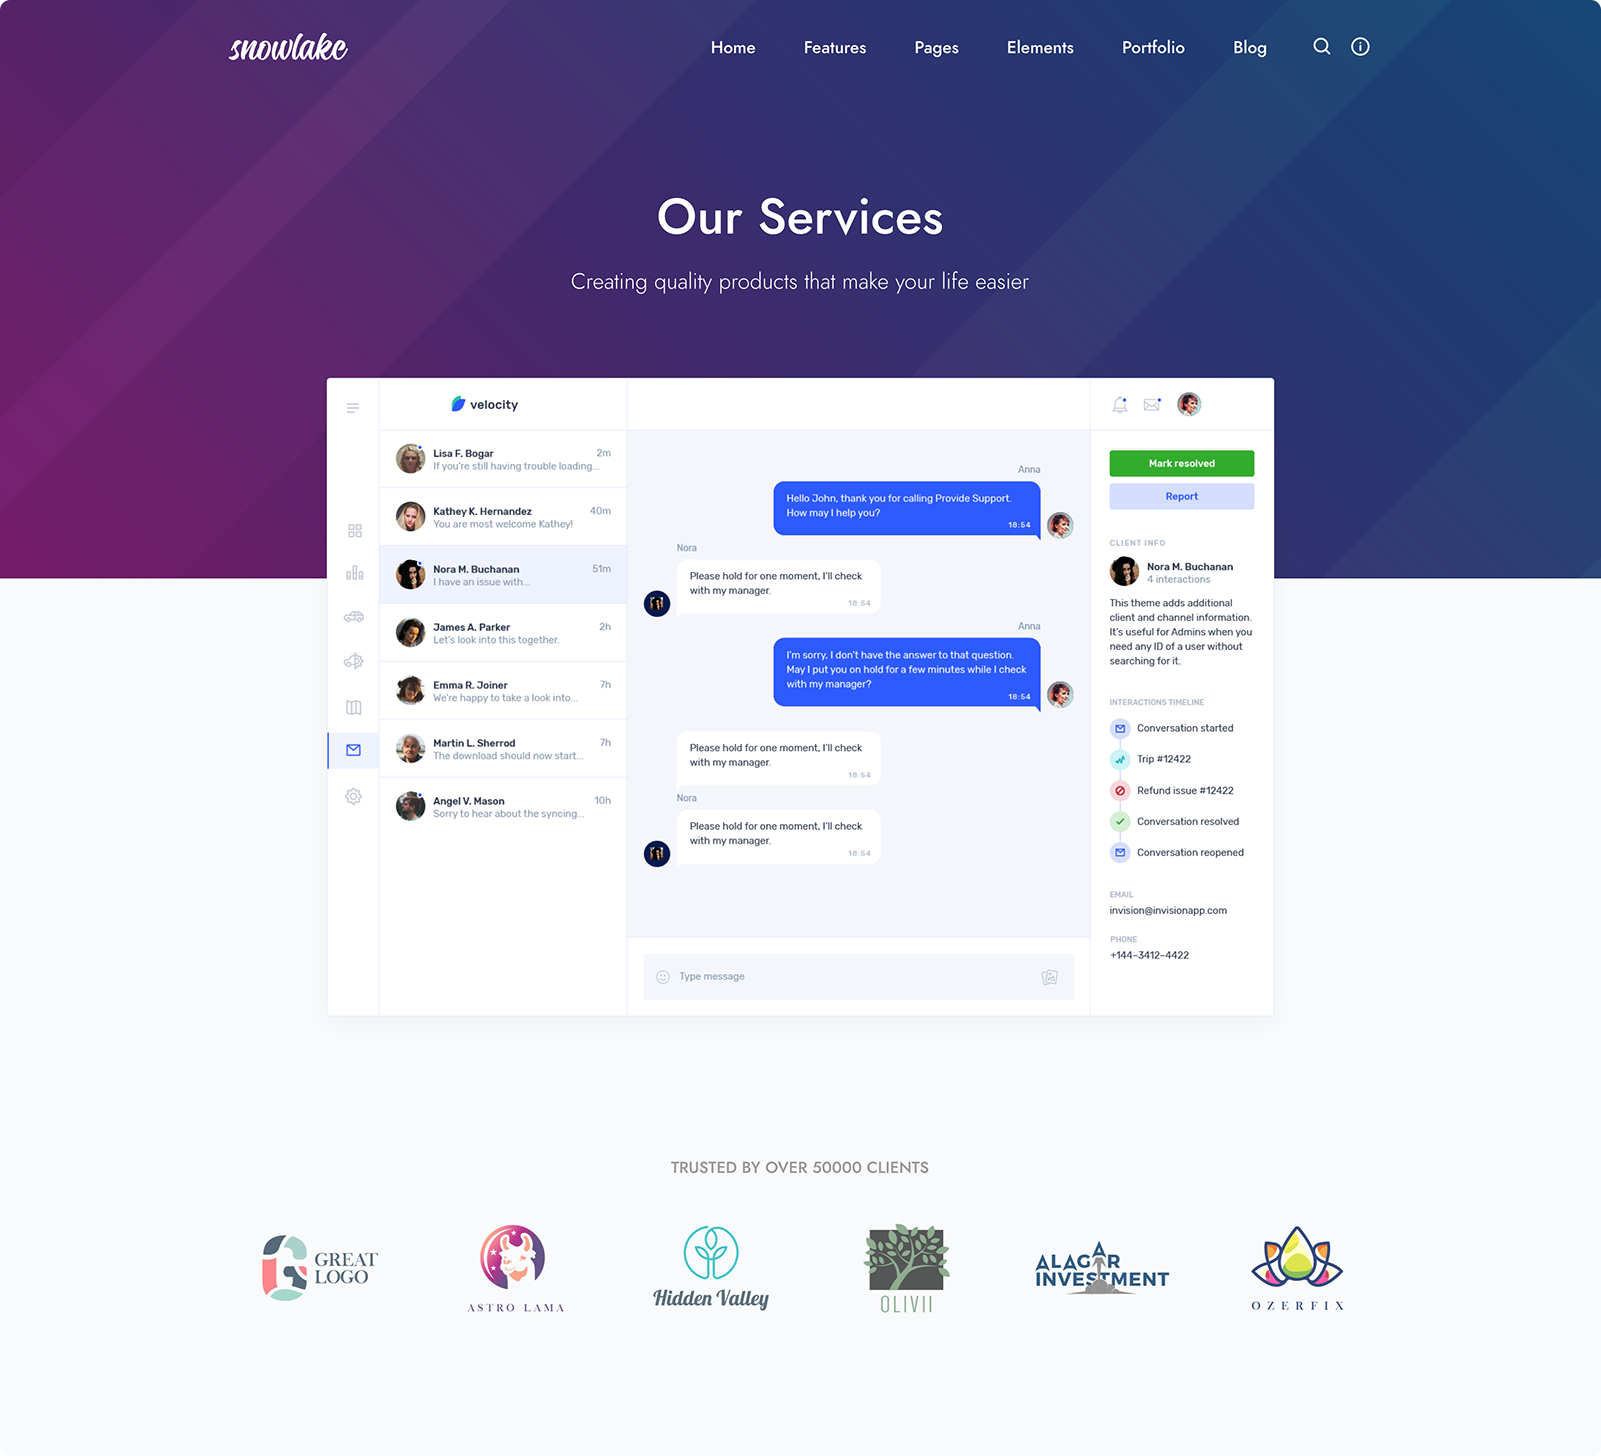 snowlake
Home Features Pages Elements Portfolio Blog
Our Services
Creating quality products that make your life easier
velocity
Lisa F. Bogar 2m
If you're still having trouble loading...
Kathey K. Hernandez 40m
You are most welcome Kathey!
Nora M. Buchanan 51m
I have an issue with...
James A. Parker 2h
Let's look into this together.
Emma R. Joiner 7h
We're happy to take a look into...
Martin L. Sherrod 7h
The download should now start...
Angel V. Mason 10h
Sorry to hear about the syncing...
Anna
Hello John, thank you for calling Provide Support.
How may I help you?
18:54
Nora
Please hold for one moment, I'll check
with my manager.
18:54
Anna
I'm sorry, I don't have the answer to that question.
May I put you on hold for a few minutes while I check
with my manager?
18:54
Please hold for one moment, I'll check
with my manager.
18:54
Nora
Please hold for one moment, I'll check
with my manager.
18:54
Type message
Mark resolved
Report
CLIENT INFO
Nora M. Buchanan
4 interactions
This theme adds additional
client and channel information.
It's useful for Admins when you
need any ID of a user without
searching for it.
INTERACTIONS TIMELINE
Conversation started
Trip #12422
Refund issue #12422
Conversation resolved
Conversation reopened
EMAIL
invision@invisionapp.com
PHONE
+144-3412-4422
TRUSTED BY OVER 50000 CLIENTS
GREAT
LOGO
ASTRO LAMA
Hidden Valley
OLIVII
ALAGAR
INVESTMENT
OZERFIX